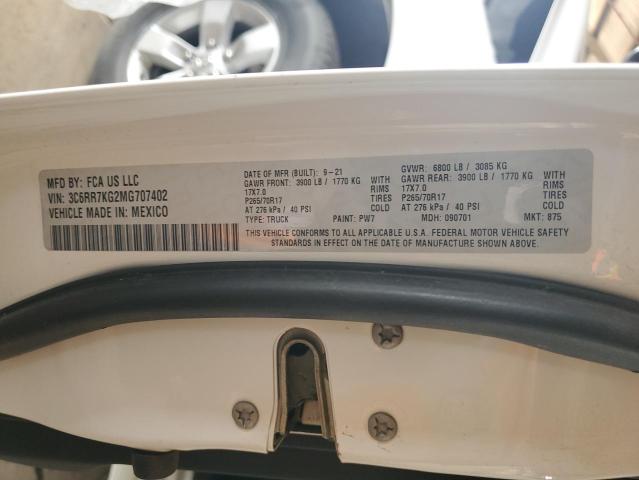 MFD BY: FCA US LLC
VIN: 3C6RR7KG2MG707402
VEHICLE MADE IN: MEXICO
DATE OF MFR (BUILT): 9-21 GVWR: 6800 LB / 3085 KG
GAWR FRONT: 3900 LB / 1770 KG WITH GAWR REAR: 3900 LB / 1770 KG WITH
17X7.0 RIMS 17X7.0 RIMS
P265/70R17 TIRES P265/70R17 TIRES
AT 276 kPa / 40 PSI COLD AT 276 kPa / 40 PSI COLD
TYPE: TRUCK PAINT: PW7 MDH: 090701 MKT: 875
THIS VEHICLE CONFORMS TO ALL APPLICABLE U.S.A. FEDERAL MOTOR VEHICLE SAFETY
STANDARDS IN EFFECT ON THE DATE OF MANUFACTURE SHOWN ABOVE.